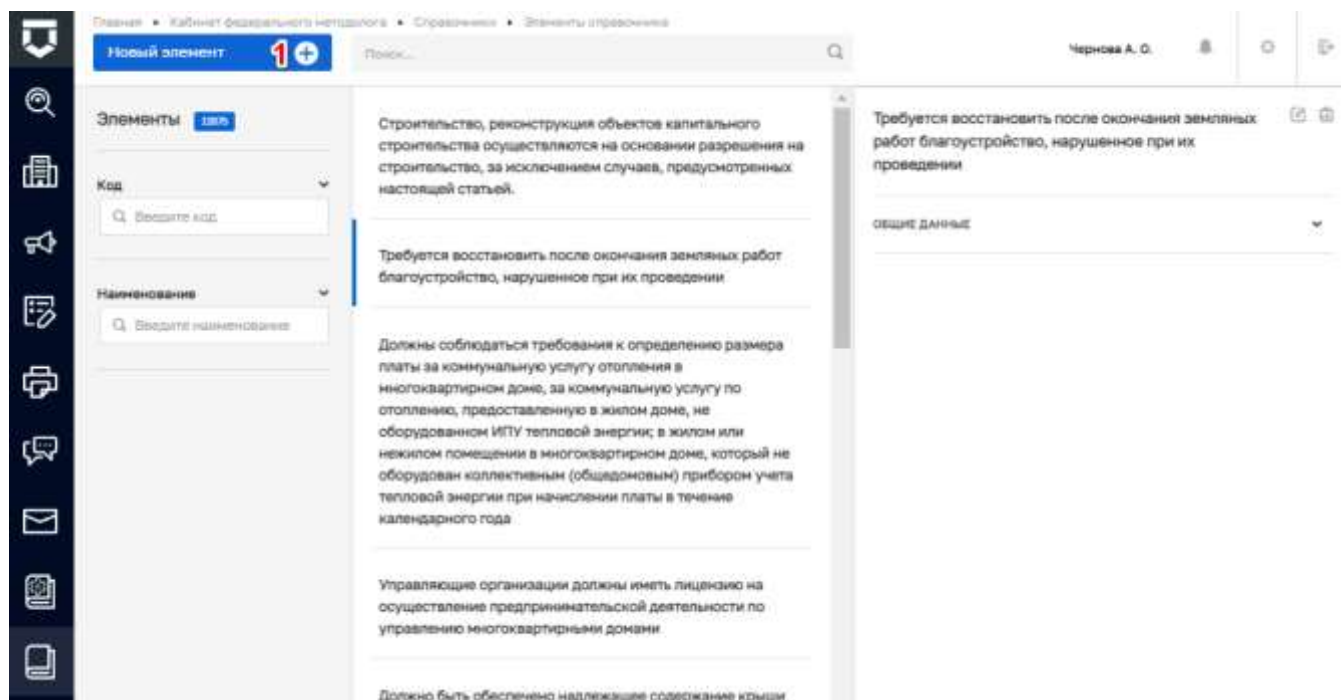 Главная • Кабинет федерального методолога • Справочники • Элементы справочника
Новый элемент
1
Поиск...
Чернова А. О.
Элементы
Код
Введите код
Наименование
Введите наименование
Строительство, реконструкция объектов капитального
строительства осуществляются на основании разрешения на
строительство, за исключением случаев, предусмотренных
настоящей статьей.
Требуется восстановить после окончания земляных работ
благоустройство, нарушенное при их проведении
Должны соблюдаться требования к определению размера
платы за коммунальную услугу отопления в
многоквартирном доме, за коммунальную услугу по
отоплению, предоставленную в жилом доме, не
оборудованном ИПУ тепловой энергии; в жилом или
нежилом помещении в многоквартирном доме, который не
оборудован коллективным (общедомовым) прибором учета
тепловой энергии при начислении платы в течение
календарного года
Управляющие организации должны иметь лицензию на
осуществление предпринимательской деятельности по
управлению многоквартирными домами
Должно быть обеспечено надлежащее содержание крыши
Требуется восстановить после окончания земляных
работ благоустройство, нарушенное при их
проведении
ОБЩИЕ ДАННЫЕ